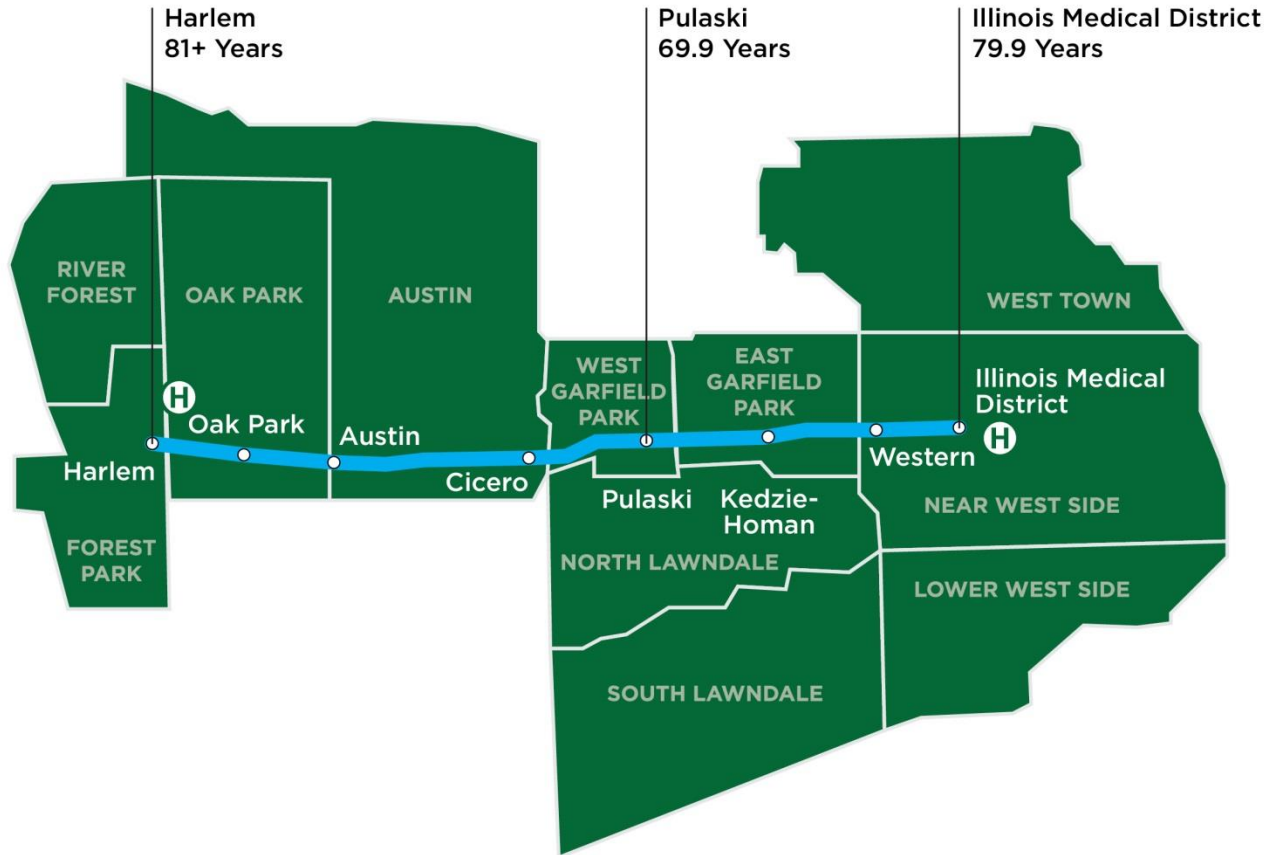 Harlem
81+ Years
Pulaski
69.9 Years
Illinois Medical District
79.9 Years
RIVER
FOREST
OAK PARK
AUSTIN
WEST TOWN
WEST
GARFIELD
PARK
EAST
GARFIELD
PARK
Illinois Medical
District
H
Oak Park
Austin
H
Harlem
Cicero
Western
Pulaski
Kedzie-
Homan
NEAR WEST SIDE
FOREST
PARK
NORTH LAWNDALE
LOWER WEST SIDE
SOUTH LAWNDALE